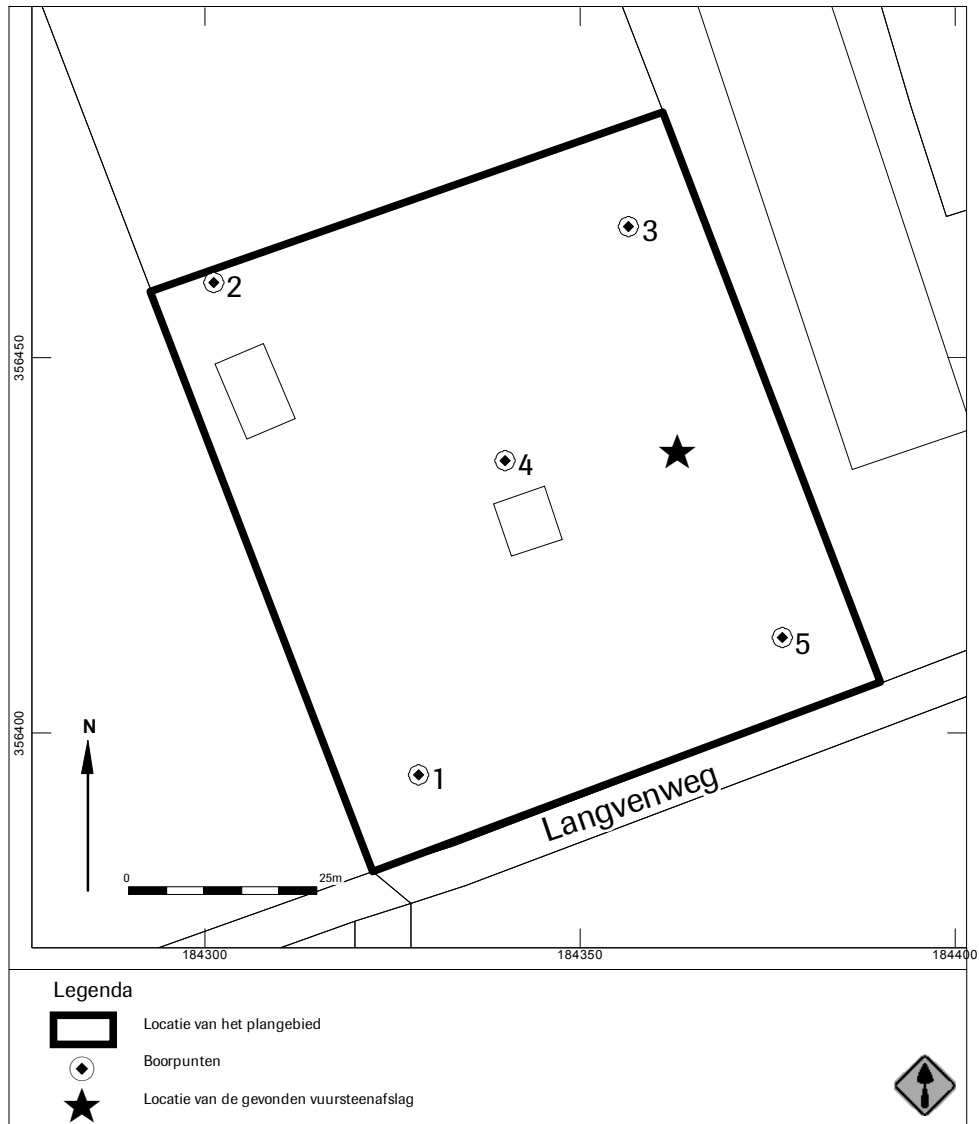 3
2
356450
4
5
356400
N
1
Langvenweg
0
25m
184300
184350
184400
Legenda
Locatie van het plangebied
Boorpunten
Locatie van de gevonden vuursteenafslag